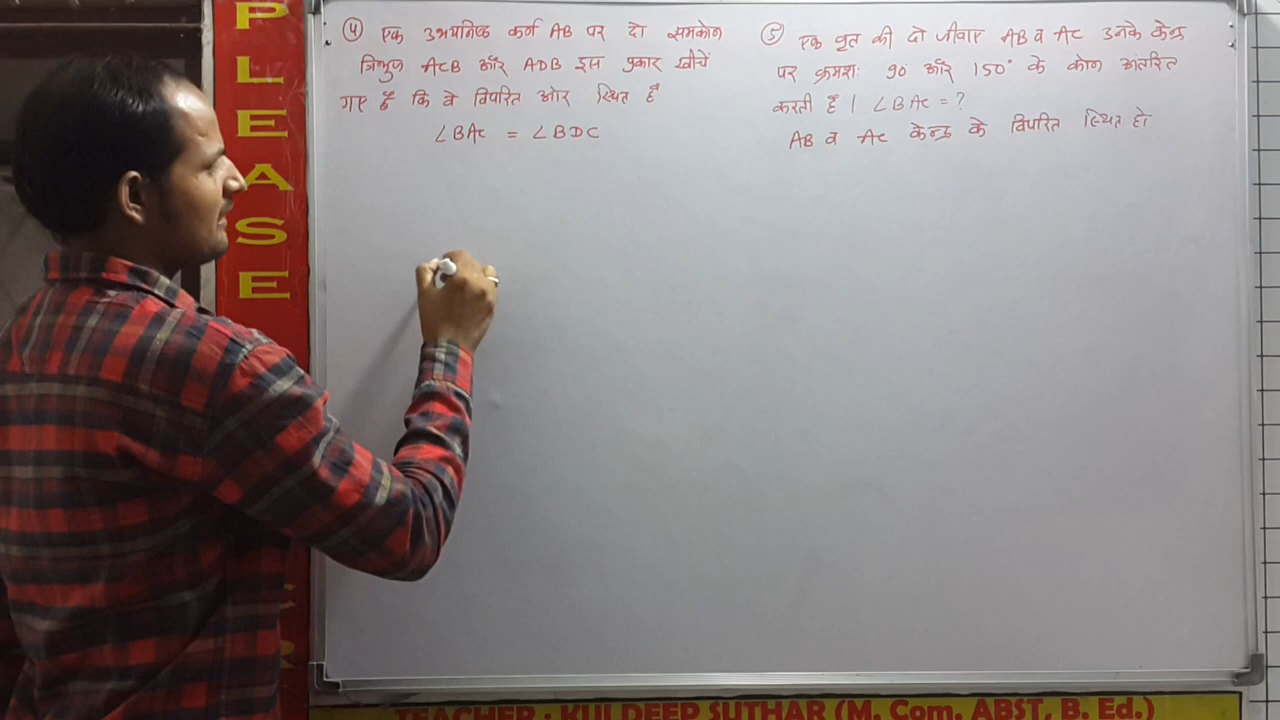 PLEASE
④ एक उभयनिष्ठ कर्ण AB पर दो समकोण
त्रिभुज ACB और ADB इस प्रकार खीचें
गए हैं कि वे विपरित ओर स्थित है
∠BAC = ∠BDC
⑤ एक वृत की दो जीवाए AB व AC उनके केन्द्र
पर क्रमशः 90° और 150° के कोण अंतरित
करती हैं। ∠BAC = ?
AB व AC केन्द्र के विपरित स्थित हो
TEACHER : KULDEEP SUTHAR (M. Com, ABST, B. Ed.)